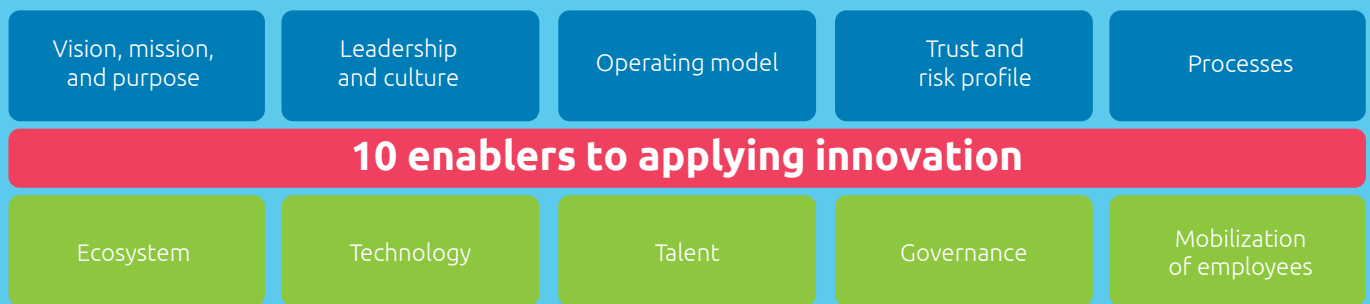 Vision, mission,
and purpose
Leadership
and culture
Operating model
Trust and
risk profile
Processes
10 enablers to applying innovation
Ecosystem
Technology
Talent
Governance
Mobilization
of employees